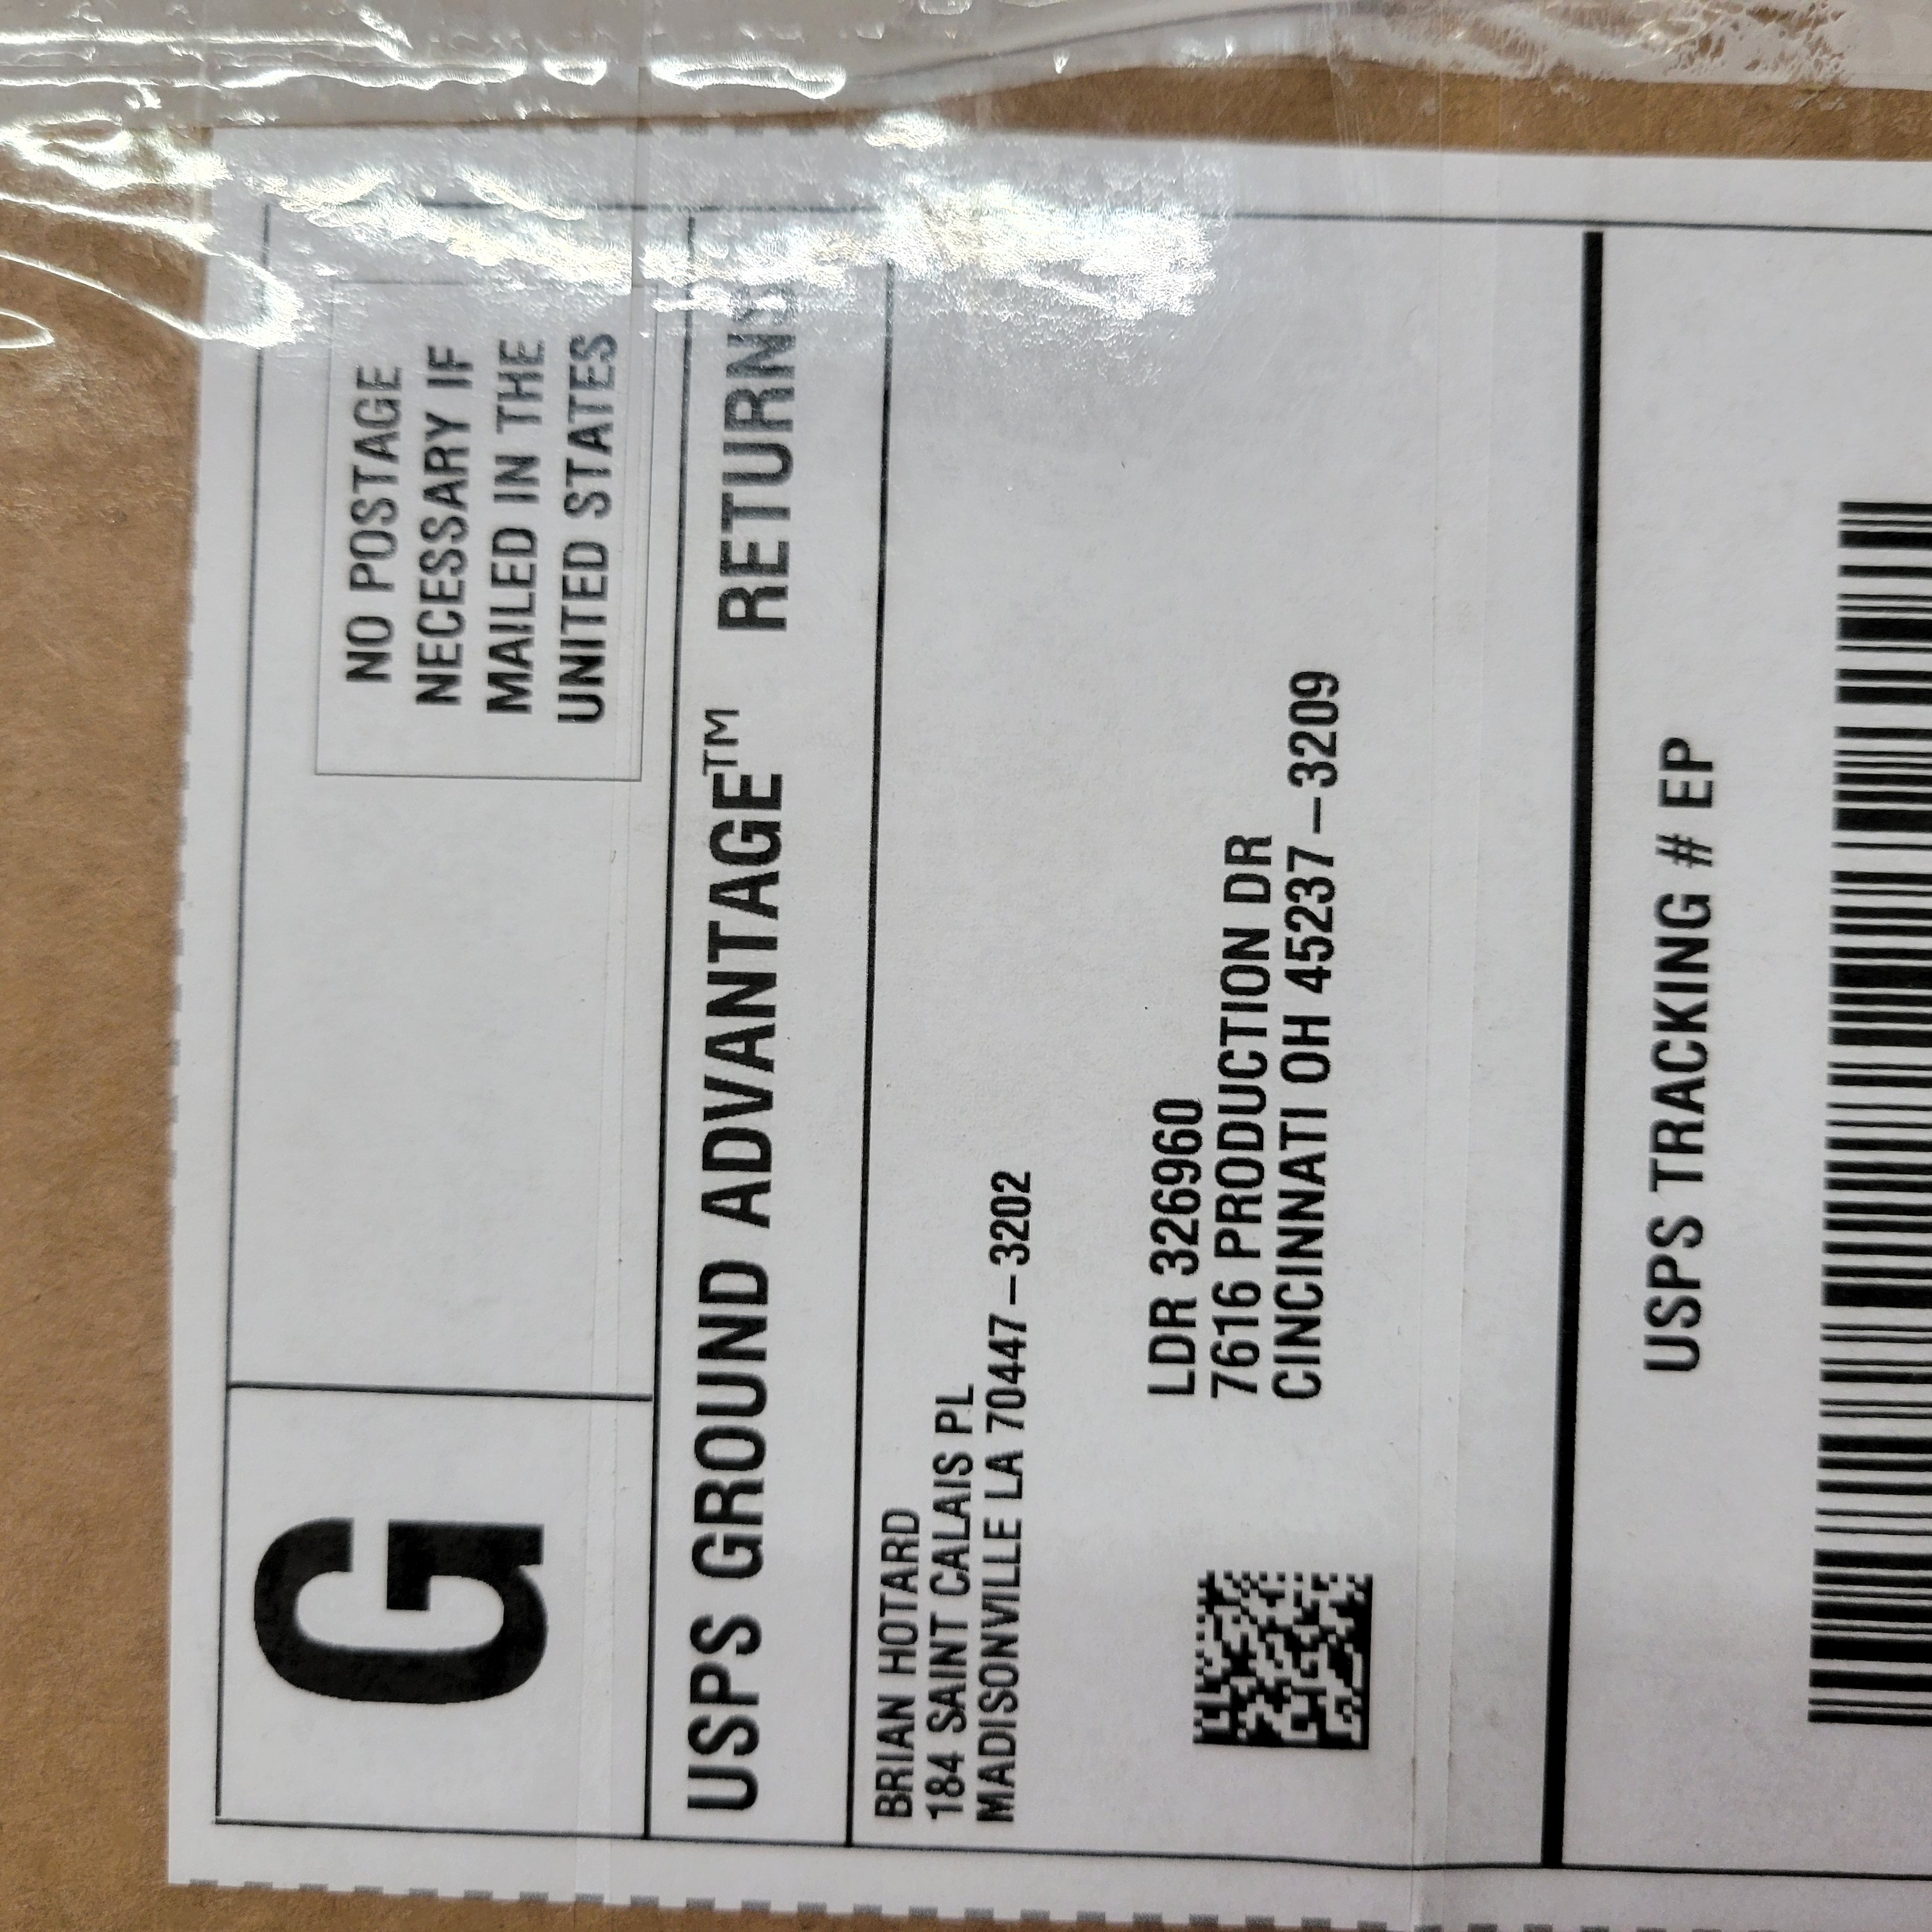 G
NO POSTAGE
NECESSARY IF
MAILED IN THE
UNITED STATES
USPS GROUND ADVANTAGE™ RETURNS
BRIAN HOTARD
184 SAINT CALAIS PL
MADISONVILLE LA 70447-3202
LDR 326960
7616 PRODUCTION DR
CINCINNATI OH 45237-3209
USPS TRACKING # EP